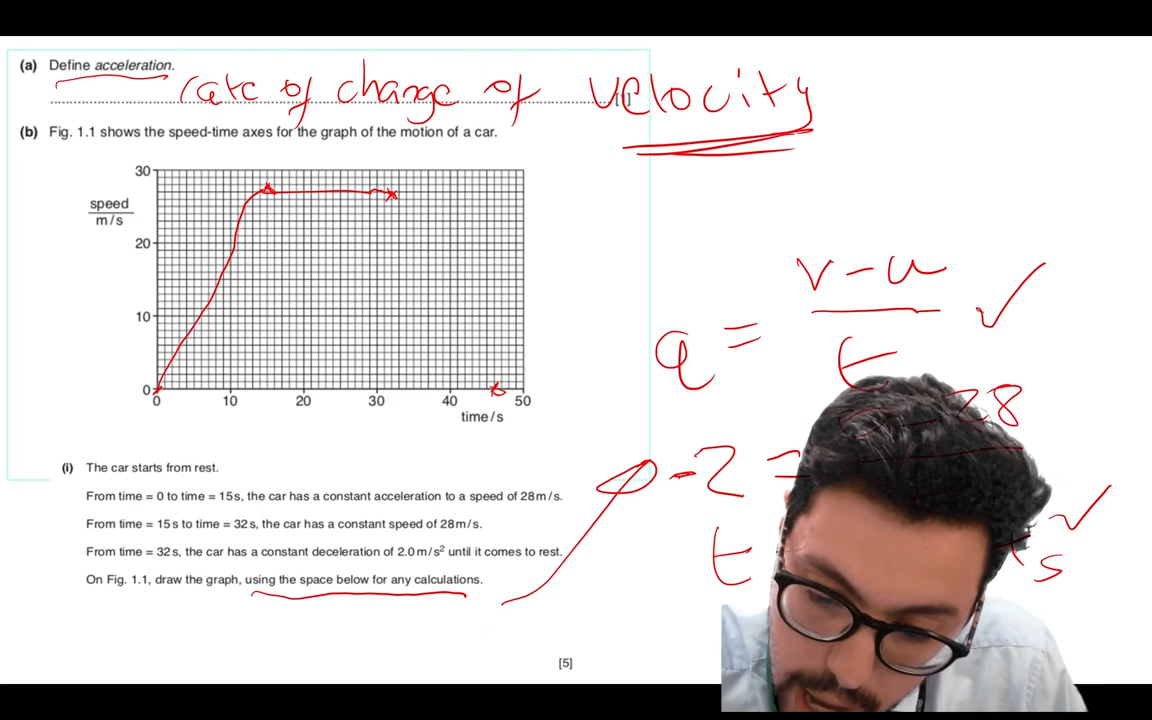 (a) Define acceleration.
rate of change of velocity
[1]
(b) Fig. 1.1 shows the speed-time axes for the graph of the motion of a car.
30
speed
m/s
20
10
0
0 10 20 30 40 50
time/s
v - u
a =
t
28
-2 =
t
s
(i) The car starts from rest.
From time = 0 to time = 15 s, the car has a constant acceleration to a speed of 28 m/s.
From time = 15 s to time = 32 s, the car has a constant speed of 28 m/s.
From time = 32 s, the car has a constant deceleration of 2.0 m/s² until it comes to rest.
On Fig. 1.1, draw the graph, using the space below for any calculations.
[5]